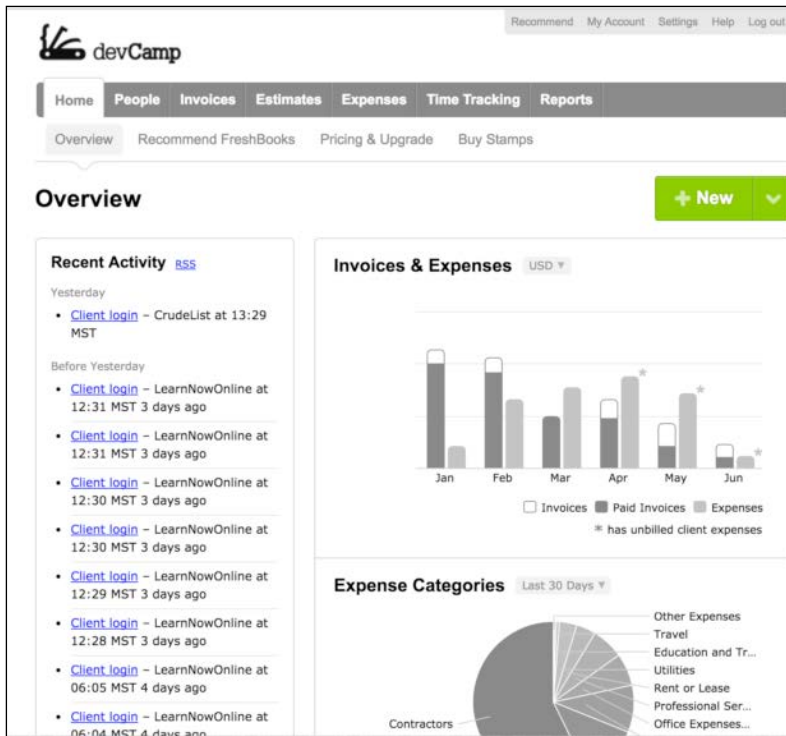 Recommend My Account Settings Help Log out
devCamp
Home People Invoices Estimates Expenses Time Tracking Reports
Overview Recommend FreshBooks Pricing & Upgrade Buy Stamps
Overview
+ New
Recent Activity RSS
Yesterday
• Client login – CrudeList at 13:29
MST
Before Yesterday
• Client login – LearnNowOnline at
12:31 MST 3 days ago
• Client login – LearnNowOnline at
12:31 MST 3 days ago
• Client login – LearnNowOnline at
12:30 MST 3 days ago
• Client login – LearnNowOnline at
12:30 MST 3 days ago
• Client login – LearnNowOnline at
12:29 MST 3 days ago
• Client login – LearnNowOnline at
12:28 MST 3 days ago
• Client login – LearnNowOnline at
06:05 MST 4 days ago
• Client login – LearnNowOnline at
06:04 MST 4 days ago
Invoices & Expenses USD ▼
* *
*
Jan Feb Mar Apr May Jun
Invoices Paid Invoices Expenses
* has unbilled client expenses
Expense Categories Last 30 Days ▼
Other Expenses
Travel
Education and Tr...
Utilities
Rent or Lease
Professional Ser...
Office Expenses...
Contractors